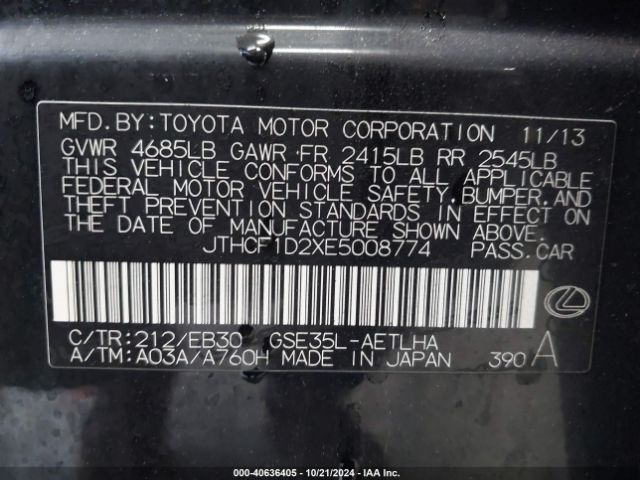 MFD.BY:TOYOTA MOTOR CORPORATION 11/13
GVWR 4685LB GAWR FR 2415LB RR 2545LB
THIS VEHICLE CONFORMS TO ALL APPLICABLE
FEDERAL MOTOR VEHICLE SAFETY,BUMPER,AND
THEFT PREVENTION STANDARDS IN EFFECT ON
THE DATE OF MANUFACTURE SHOWN ABOVE.
JTHCF1D2XE5008774 PASS.CAR
C/TR:212/EB30 GSE35L-AETLHA
A/TM:A03A/A760H MADE IN JAPAN 390 A
000-40636405 - 10/21/2024 - IAA Inc.